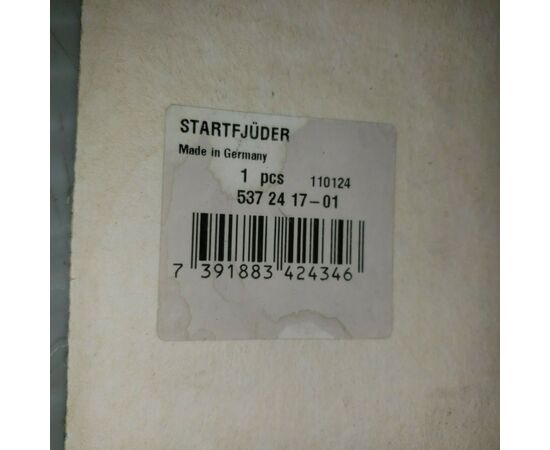 STARTFJÜDER
Made in Germany
1 pcs 110124
537 24 17-01
7 391883 424346